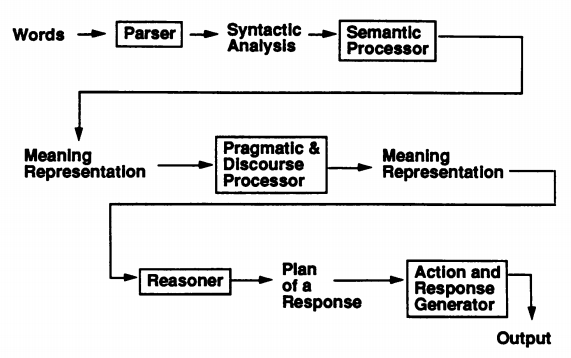 Words
Parser
Syntactic
Analysis
Semantic
Processor
Meaning
Representation
Pragmatic &
Discourse
Processor
Meaning
Representation
Reasoner
Plan
of a
Response
Action and
Response
Generator
Output